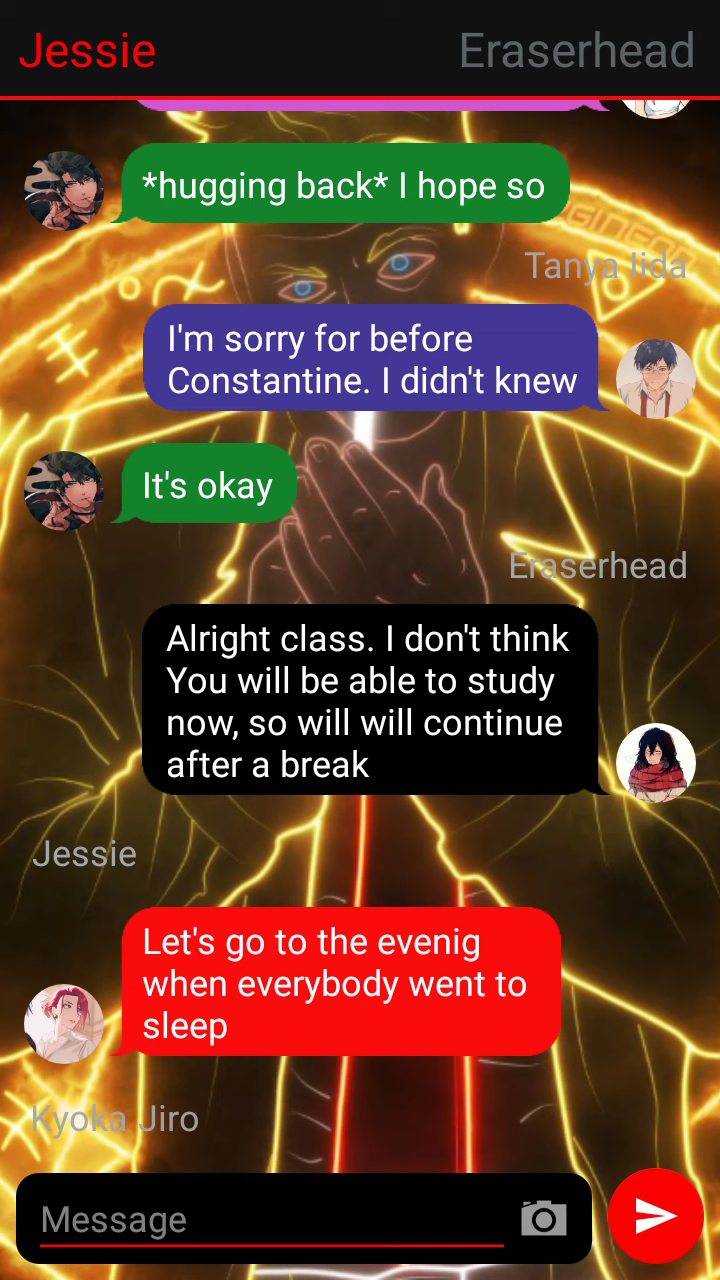 Jessie
Eraserhead
*hugging back* I hope so
Tanya Iida
I'm sorry for before
Constantine. I didn't knew
It's okay
Eraserhead
Alright class. I don't think
You will be able to study
now, so will will continue
after a break
Jessie
Let's go to the evenig
when everybody went to
sleep
Kyoka Jiro
Message